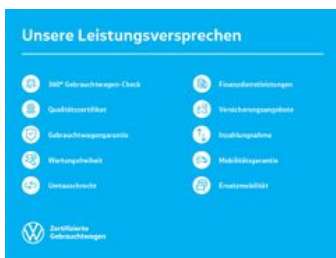 Unsere Leistungsversprechen
360° Gebrauchtwagen-Check
Qualitätszertifikat
Gebrauchtwagengarantie
Wartungsfreiheit
Umtauschrecht
Finanzdienstleistungen
Versicherungsangebote
Inzahlungnahme
Mobilitätsgarantie
Ersatzmobilität
Zertifizierte
Gebrauchtwagen